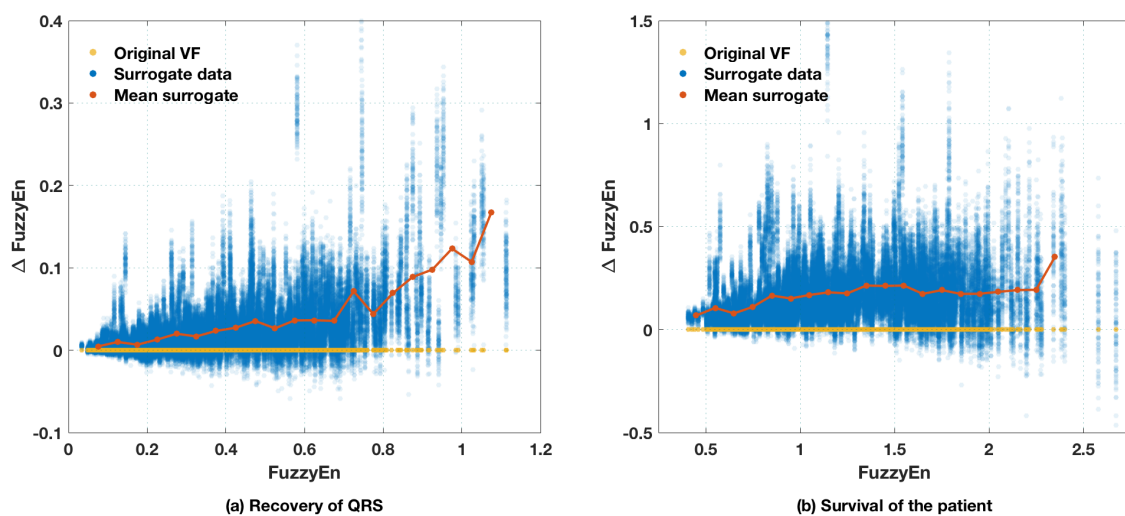 0.4
0.3
0.2
0.1
0
-0.1
Δ FuzzyEn
Original VF
Surrogate data
Mean surrogate
0 0.2 0.4 0.6 0.8 1 1.2
FuzzyEn
(a) Recovery of QRS
1.5
1
0.5
0
-0.5
Δ FuzzyEn
Original VF
Surrogate data
Mean surrogate
0.5 1 1.5 2 2.5
FuzzyEn
(b) Survival of the patient